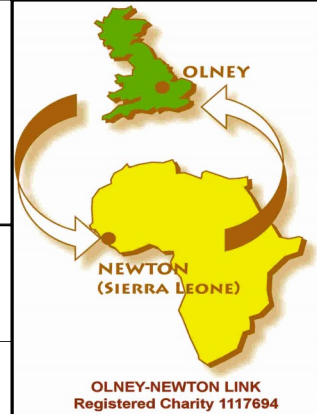 OLNEY
NEWTON
(SIERRA LEONE)
OLNEY-NEWTON LINK
Registered Charity 1117694